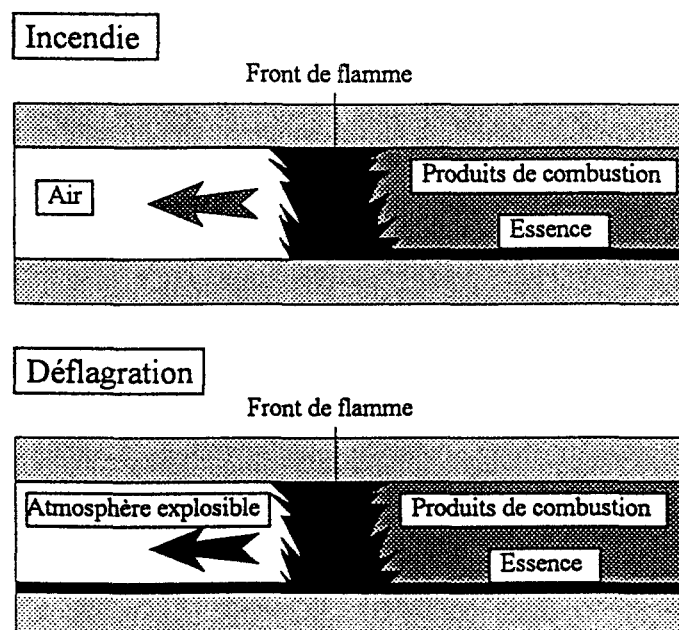 Incendie
Front de flamme
Air
Produits de combustion
Essence
Déflagration
Front de flamme
Atmosphère explosible
Produits de combustion
Essence